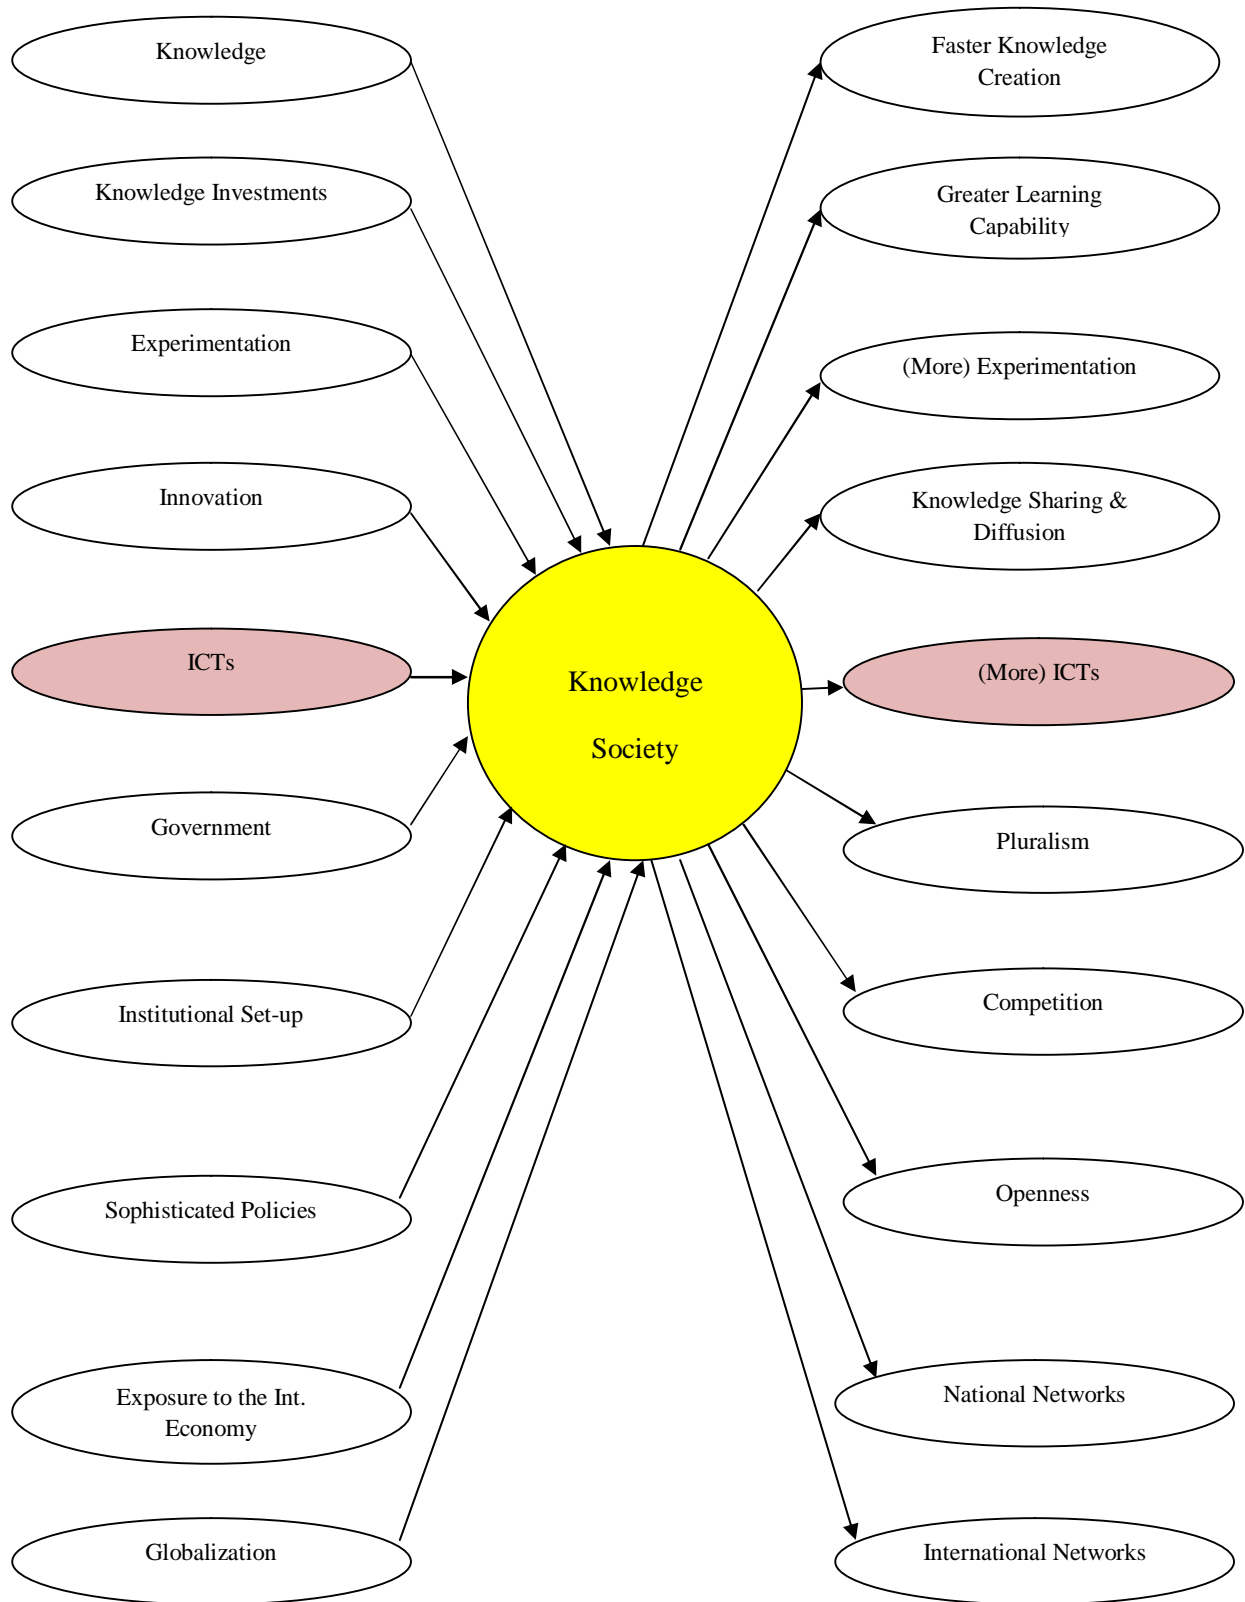 Knowledge
Knowledge Investments
Experimentation
Innovation
ICTs
Government
Institutional Set-up
Sophisticated Policies
Exposure to the Int.
Economy
Globalization
Knowledge
Society
Faster Knowledge
Creation
Greater Learning
Capability
(More) Experimentation
Knowledge Sharing &
Diffusion
(More) ICTs
Pluralism
Competition
Openness
National Networks
International Networks